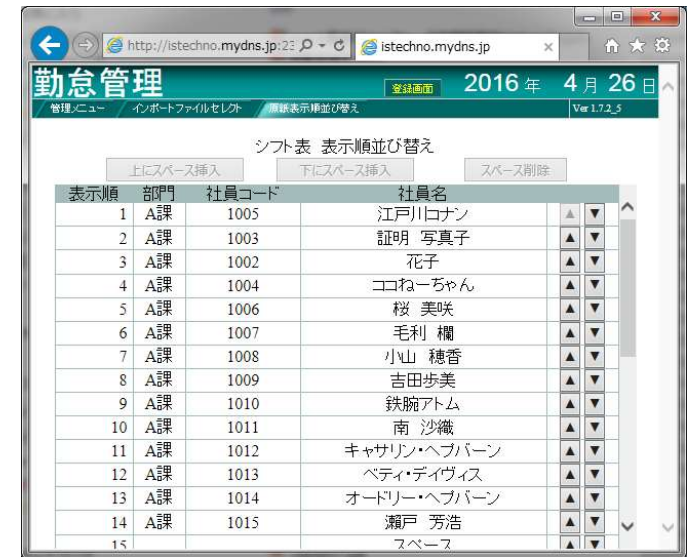 http://istechno.mydns.jp:23 istechno.mydns.jp
勤怠管理 登録画面 2016 年 4 月 26 日
管理メニュー インポートファイルセレクト 原紙表示順並び替え Ver 1.7.2_5
シフト表 表示順並び替え
上にスペース挿入 下にスペース挿入 スペース削除
表示順 部門 社員コード 社員名
1 A課 1005 江戸川コナン ▲ ▼
2 A課 1003 証明 写真子 ▲ ▼
3 A課 1002 花子 ▲ ▼
4 A課 1004 ココねーちゃん ▲ ▼
5 A課 1006 桜 美咲 ▲ ▼
6 A課 1007 毛利 欄 ▲ ▼
7 A課 1008 小山 穂香 ▲ ▼
8 A課 1009 吉田歩美 ▲ ▼
9 A課 1010 鉄腕アトム ▲ ▼
10 A課 1011 南 沙織 ▲ ▼
11 A課 1012 キャサリン・ヘプバーン ▲ ▼
12 A課 1013 ベティ・デイヴィス ▲ ▼
13 A課 1014 オードリー・ヘプバーン ▲ ▼
14 A課 1015 瀬戸 芳浩 ▲ ▼
15 スペース ▲ ▼